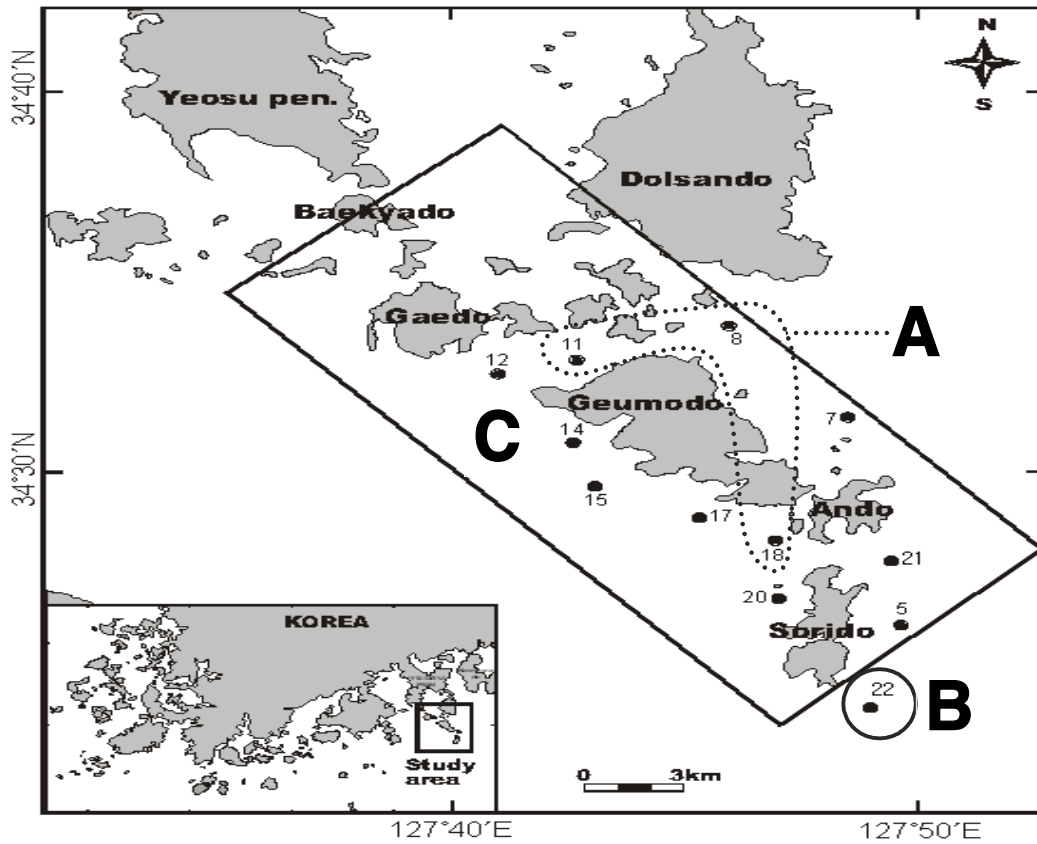 N
S
34°40′N
Yeosu pen.
Dolsando
Baekyado
Gaedo
A
11
8
12
Geumodo
7
C
14
34°30′N
15
Ando
17
18
21
20
5
Sorido
22
B
KOREA
Study
area
0 3km
127°40′E
127°50′E